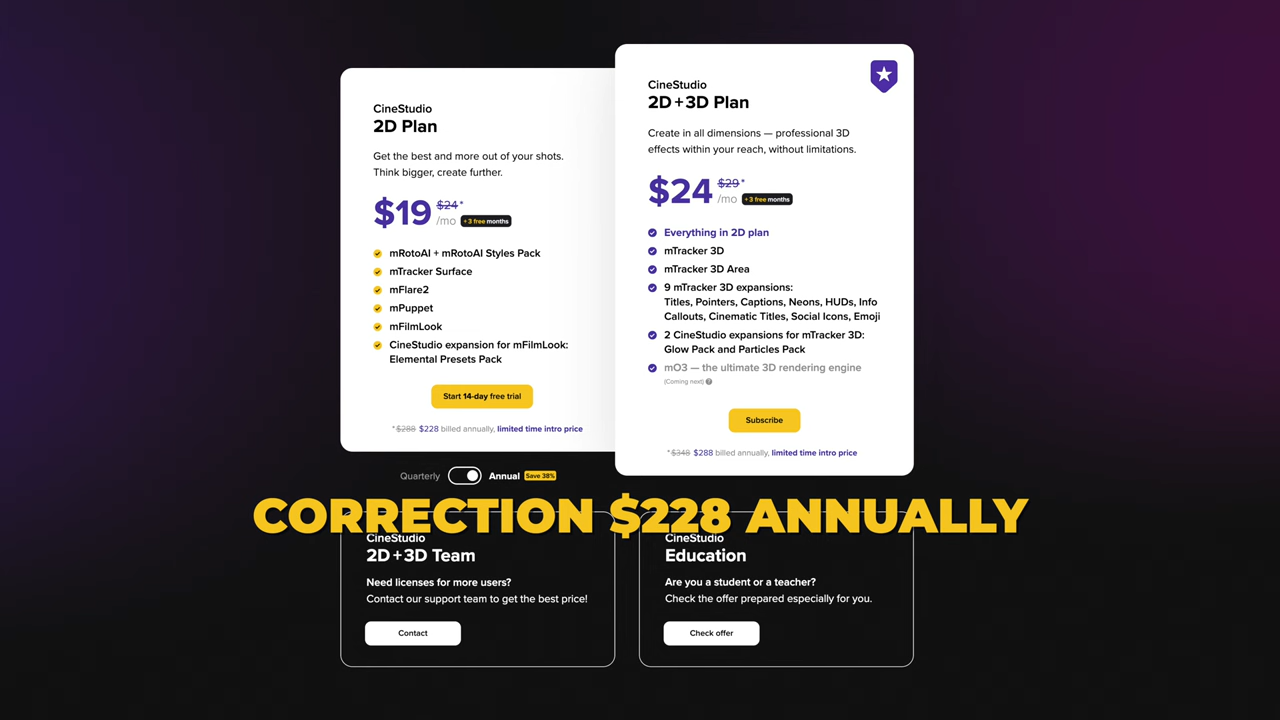 CineStudio
2D Plan
Get the best and more out of your shots.
Think bigger, create further.
$19 $24*
/mo +3 free months
mRotoAI + mRotoAI Styles Pack
mTracker Surface
mFlare2
mPuppet
mFilmLook
CineStudio expansion for mFilmLook:
Elemental Presets Pack
Start 14-day free trial
* $288 $228 billed annually, limited time intro price
CineStudio
2D+3D Plan
Create in all dimensions — professional 3D
effects within your reach, without limitations.
$24 $29*
/mo +3 free months
Everything in 2D plan
mTracker 3D
mTracker 3D Area
9 mTracker 3D expansions:
Titles, Pointers, Captions, Neons, HUDs, Info
Callouts, Cinematic Titles, Social Icons, Emoji
2 CineStudio expansions for mTracker 3D:
Glow Pack and Particles Pack
mO3 — the ultimate 3D rendering engine
(Coming next) ?
Subscribe
* $348 $288 billed annually, limited time intro price
Quarterly Annual Save 38%
CORRECTION $228 ANNUALLY
CineStudio
2D+3D Team
Need licenses for more users?
Contact our support team to get the best price!
Contact
CineStudio
Education
Are you a student or a teacher?
Check the offer prepared especially for you.
Check offer